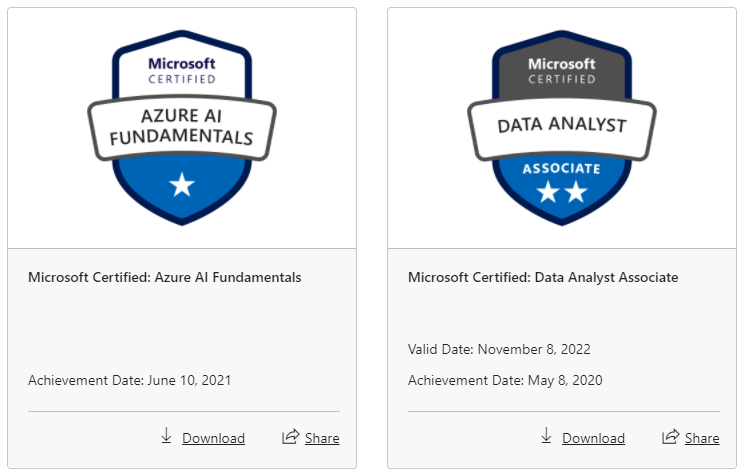 Microsoft
CERTIFIED
AZURE AI
FUNDAMENTALS
Microsoft Certified: Azure AI Fundamentals
Achievement Date: June 10, 2021
Download
Share
Microsoft
CERTIFIED
DATA ANALYST
ASSOCIATE
Microsoft Certified: Data Analyst Associate
Valid Date: November 8, 2022
Achievement Date: May 8, 2020
Download
Share